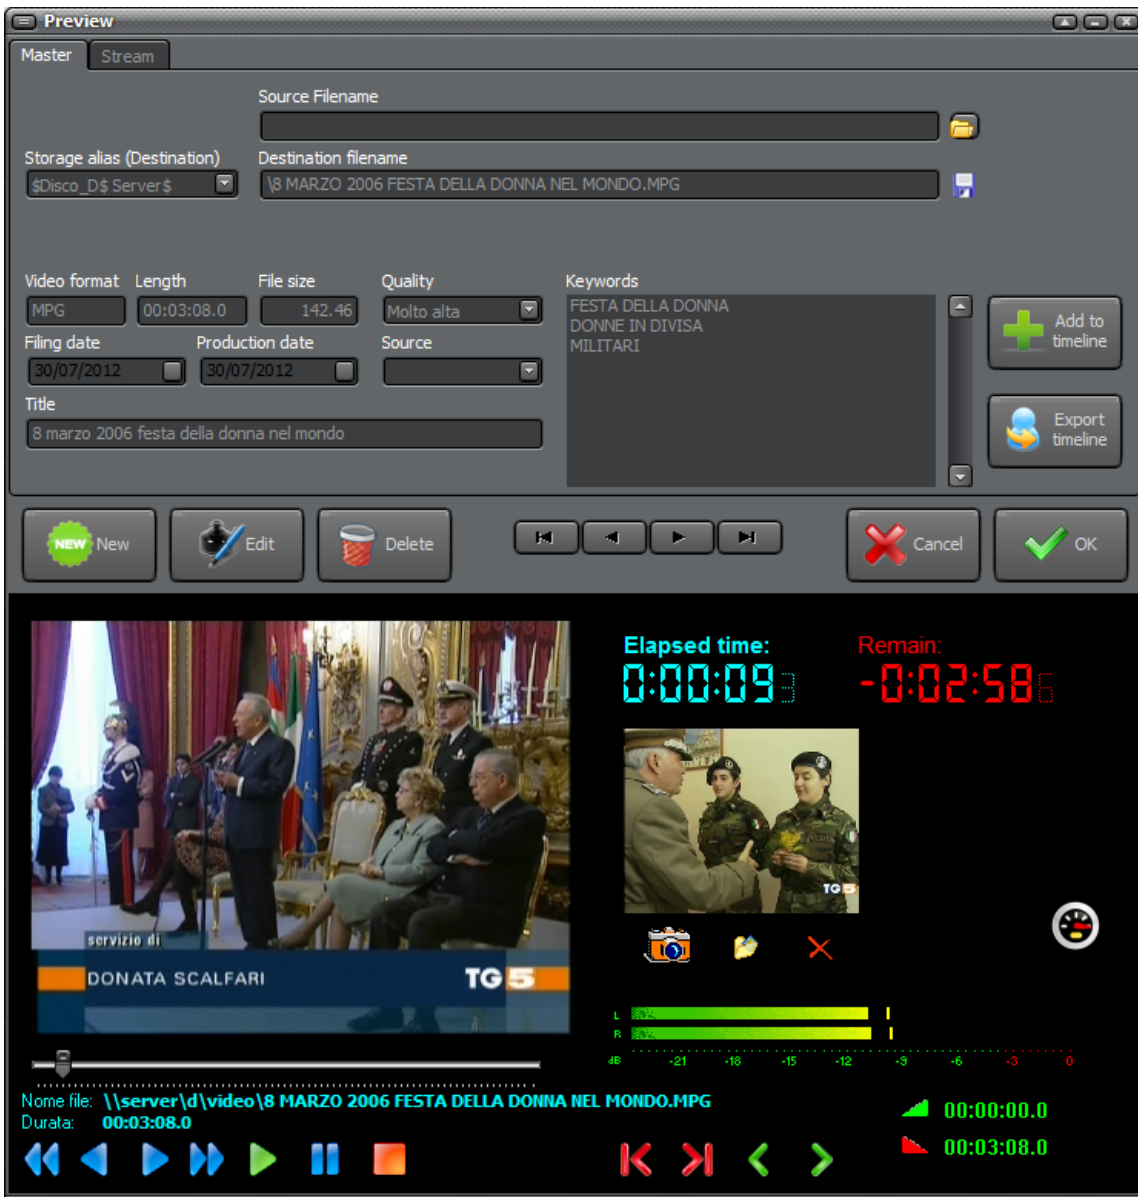 Preview
Master Stream
Source Filename
Storage alias (Destination) Destination filename
$Disco_D$ Server$ \8 MARZO 2006 FESTA DELLA DONNA NEL MONDO.MPG
Video format Length File size Quality Keywords
MPG 00:03:08.0 142.46 Molto alta
FESTA DELLA DONNA
DONNE IN DIVISA
MILITARI
Add to
timeline
Filing date Production date Source
30/07/2012 30/07/2012
Title
8 marzo 2006 festa della donna nel mondo
Export
timeline
NEW New Edit Delete Cancel OK
Elapsed time: Remain:
0:00:093 -0:02:586
servizio di
DONATA SCALFARI TG 5
TG 5
L
R
dB -21 -18 -15 -12 -9 -6 -3 0
Nome file: \\server\d\video\8 MARZO 2006 FESTA DELLA DONNA NEL MONDO.MPG
Durata: 00:03:08.0
00:00:00.0
00:03:08.0